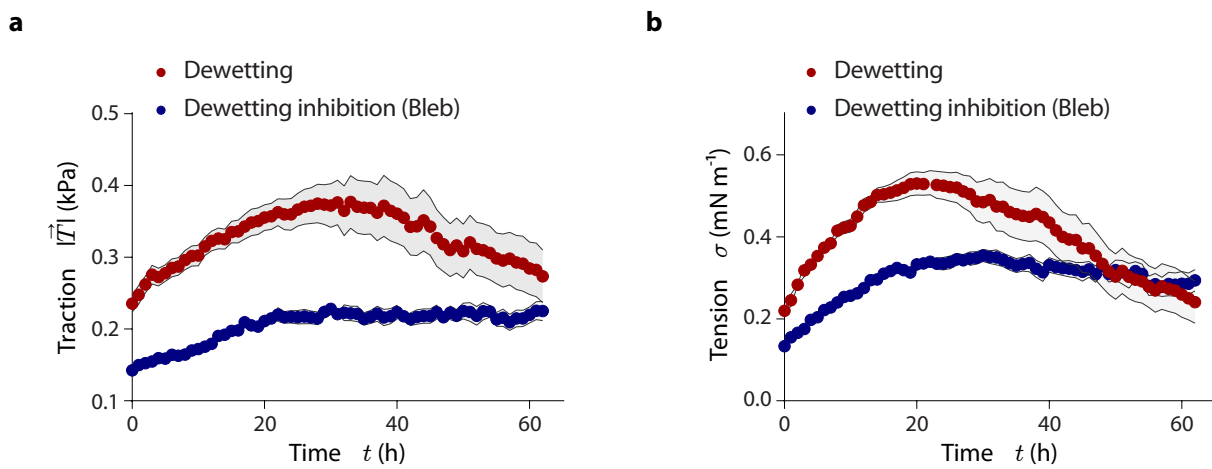 a
Dewetting
Dewetting inhibition (Bleb)
0.5
0.4
0.3
0.2
0.1
Traction |T⃗| (kPa)
0 20 40 60
Time t (h)
b
Dewetting
Dewetting inhibition (Bleb)
0.6
0.4
0.2
0.0
Tension σ (mN m⁻¹)
0 20 40 60
Time t (h)